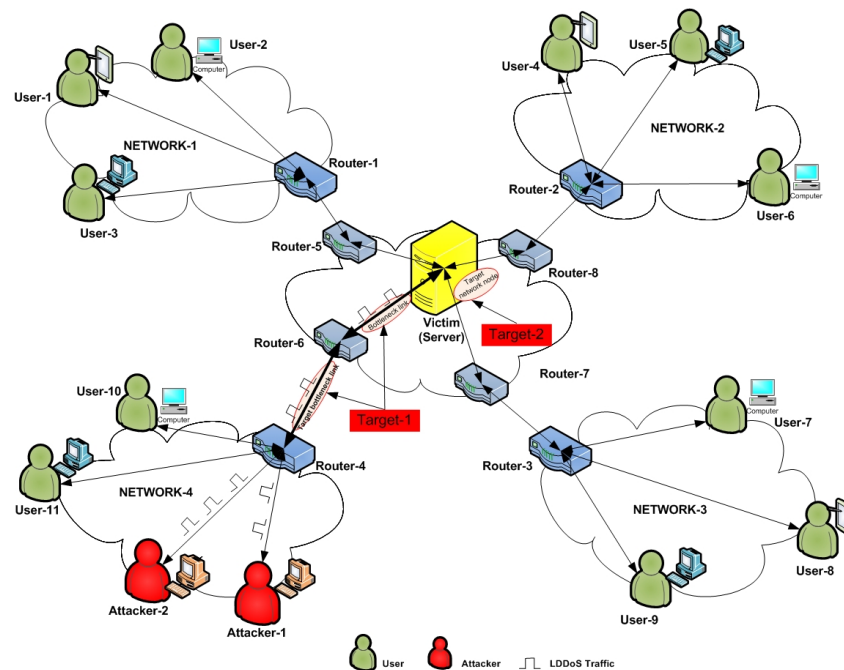 User-2
Computer
User-1
NETWORK-1
Router-1
User-3
Router-5
User-5
User-4
NETWORK-2
Router-2
Computer
User-6
Router-8
Target
network node
Bottleneck link
Victim
(Server)
Target-2
Router-6
Target bottleneck link
Target-1
Router-7
User-10
Computer
Router-4
User-11
NETWORK-4
Attacker-2
Attacker-1
Computer
User-7
Router-3
NETWORK-3
User-8
User-9
User
Attacker
LDDoS Traffic